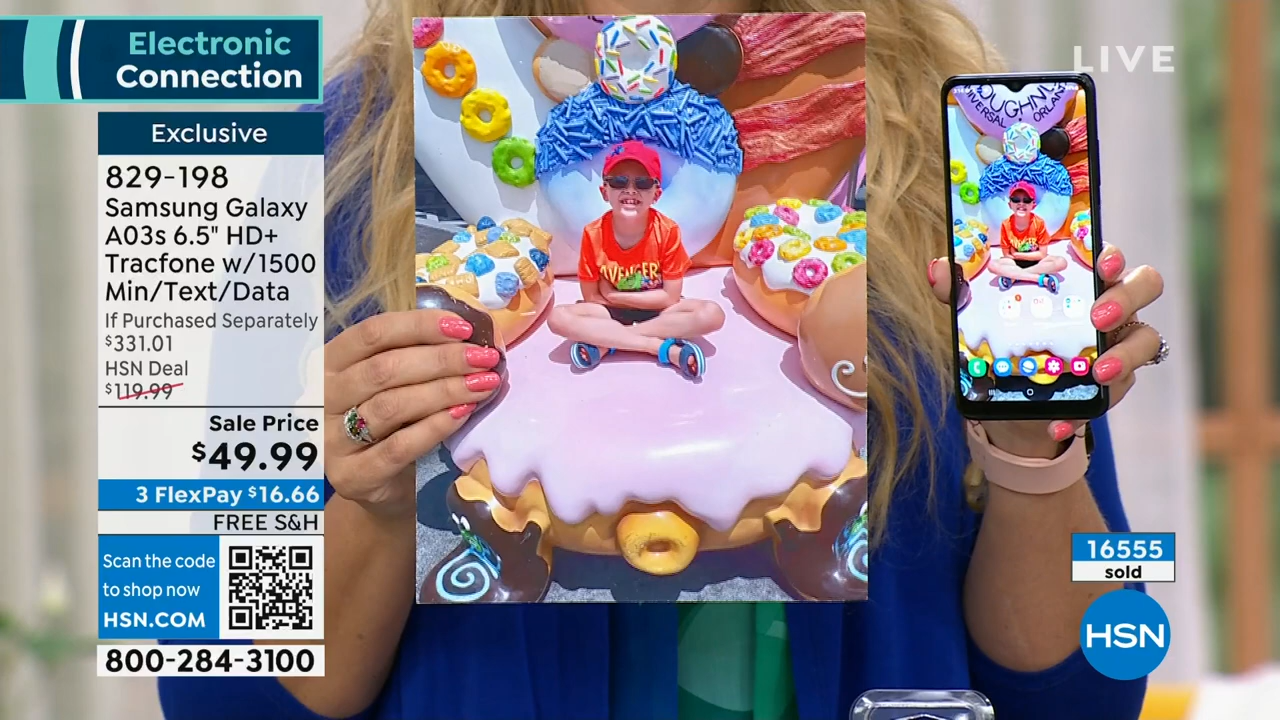 Electronic
Connection
Exclusive
829-198
Samsung Galaxy
A03s 6.5" HD+
Tracfone w/1500
Min/Text/Data
If Purchased Separately
$331.01
HSN Deal
$119.99
Sale Price
$49.99
3 FlexPay $16.66
FREE S&H
Scan the code
to shop now
HSN.COM
800-284-3100
LIVE
AVENGER
16555
sold
HSN